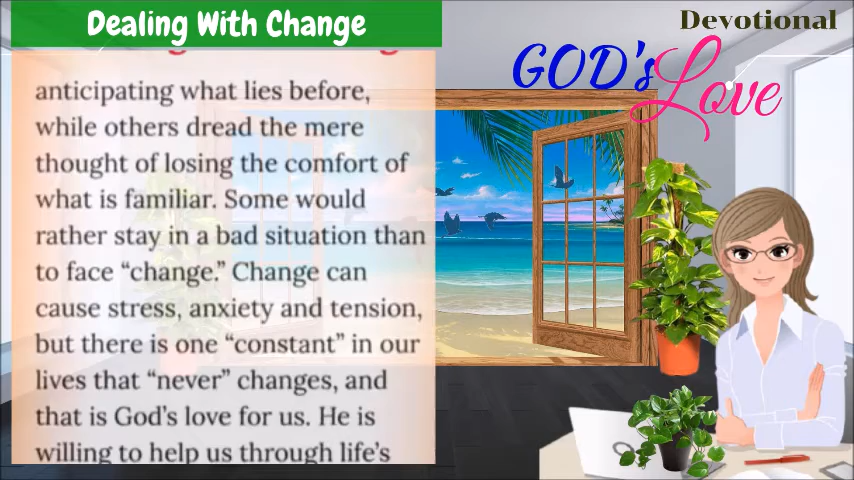 Dealing With Change
Devotional
GOD's
Love
anticipating what lies before,
while others dread the mere
thought of losing the comfort of
what is familiar. Some would
rather stay in a bad situation than
to face “change.” Change can
cause stress, anxiety and tension,
but there is one “constant” in our
lives that “never” changes, and
that is God’s love for us. He is
willing to help us through life’s